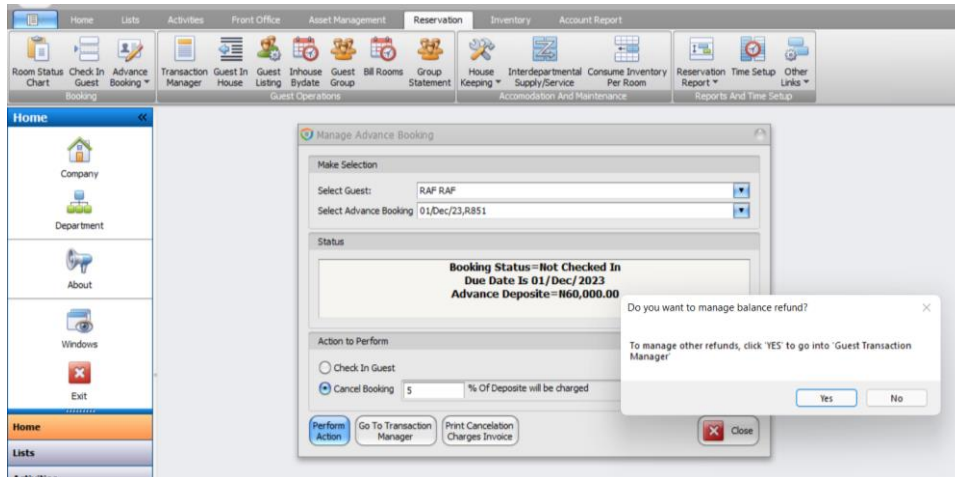 Home Lists Activities Front Office Asset Management Reservation Inventory Account Report
Room Status Check In Advance Transaction Guest In Guest Inhouse Guest Bill Rooms Group House Interdepartmental Consume Inventory Reservation Time Setup Other
Chart Guest Booking Manager House Listing Bydate Group Statement Keeping Supply/Service Per Room Report Links
Booking Guest Operations Accomodation And Maintenance Reports And Time Setup
Home
Company
Department
About
Windows
Exit
Home
Lists
Manage Advance Booking
Make Selection
Select Guest: RAF RAF
Select Advance Booking 01/Dec/23,R851
Status
Booking Status=Not Checked In
Due Date Is 01/Dec/2023
Advance Deposite=N60,000.00
Action to Perform
Check In Guest
Cancel Booking 5 % Of Deposite will be charged
Perform Go To Transaction Print Cancelation
Action Manager Charges Invoice
Close
Do you want to manage balance refund?
To manage other refunds, click 'YES' to go into 'Guest Transaction
Manager'
Yes No